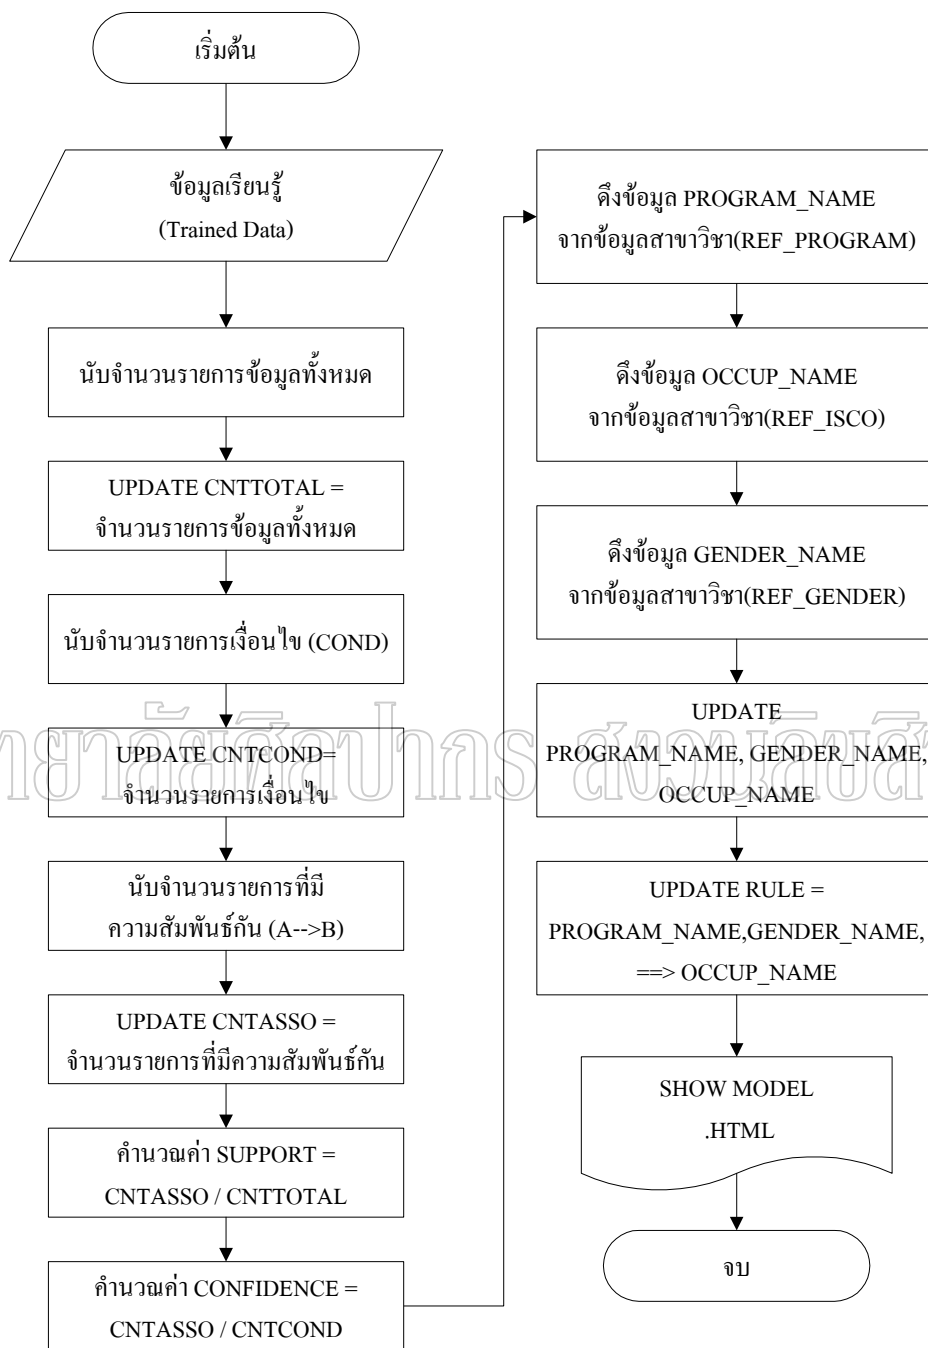 เริ่มต้น
ข้อมูลเรียนรู้
(Trained Data)
นับจำนวนรายการข้อมูลทั้งหมด
UPDATE CNTTOTAL =
จำนวนรายการข้อมูลทั้งหมด
นับจำนวนรายการเงื่อนไข (COND)
UPDATE CNTCOND=
จำนวนรายการเงื่อนไข
นับจำนวนรายการที่มี
ความสัมพันธ์กัน (A-->B)
UPDATE CNTASSO =
จำนวนรายการที่มีความสัมพันธ์กัน
คำนวณค่า SUPPORT =
CNTASSO / CNTTOTAL
คำนวณค่า CONFIDENCE =
CNTASSO / CNTCOND
ดึงข้อมูล PROGRAM_NAME
จากข้อมูลสาขาวิชา(REF_PROGRAM)
ดึงข้อมูล OCCUP_NAME
จากข้อมูลสาขาวิชา(REF_ISCO)
ดึงข้อมูล GENDER_NAME
จากข้อมูลสาขาวิชา(REF_GENDER)
UPDATE
PROGRAM_NAME, GENDER_NAME,
OCCUP_NAME
UPDATE RULE =
PROGRAM_NAME,GENDER_NAME,
==> OCCUP_NAME
SHOW MODEL
.HTML
จบ